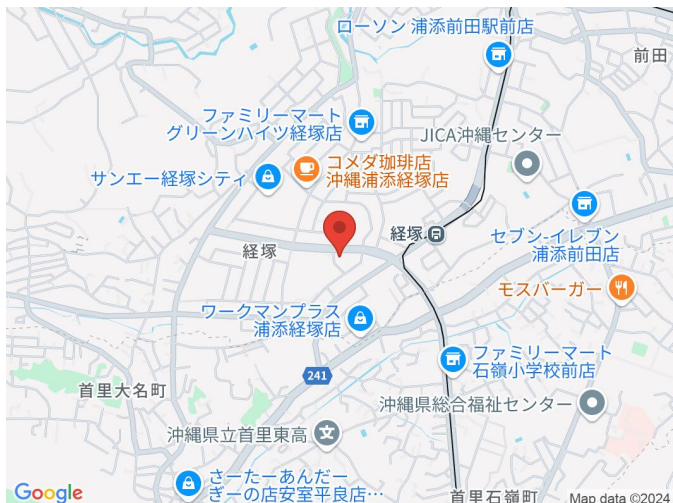 ローソン 浦添前田駅前店
前田
ファミリーマート
グリーンハイツ経塚店
JICA沖縄センター
コメダ珈琲店
沖縄浦添経塚店
サンエー経塚シティ
経塚
セブン-イレブン
浦添前田店
経塚
モスバーガー
ワークマンプラス
浦添経塚店
ファミリーマート
石嶺小学校前店
241
首里大名町
沖縄県総合福祉センター
沖縄県立首里東高
文
さーたーあんだー
ぎーの店安室平良店…
首里石嶺町
Google
Map data ©2024